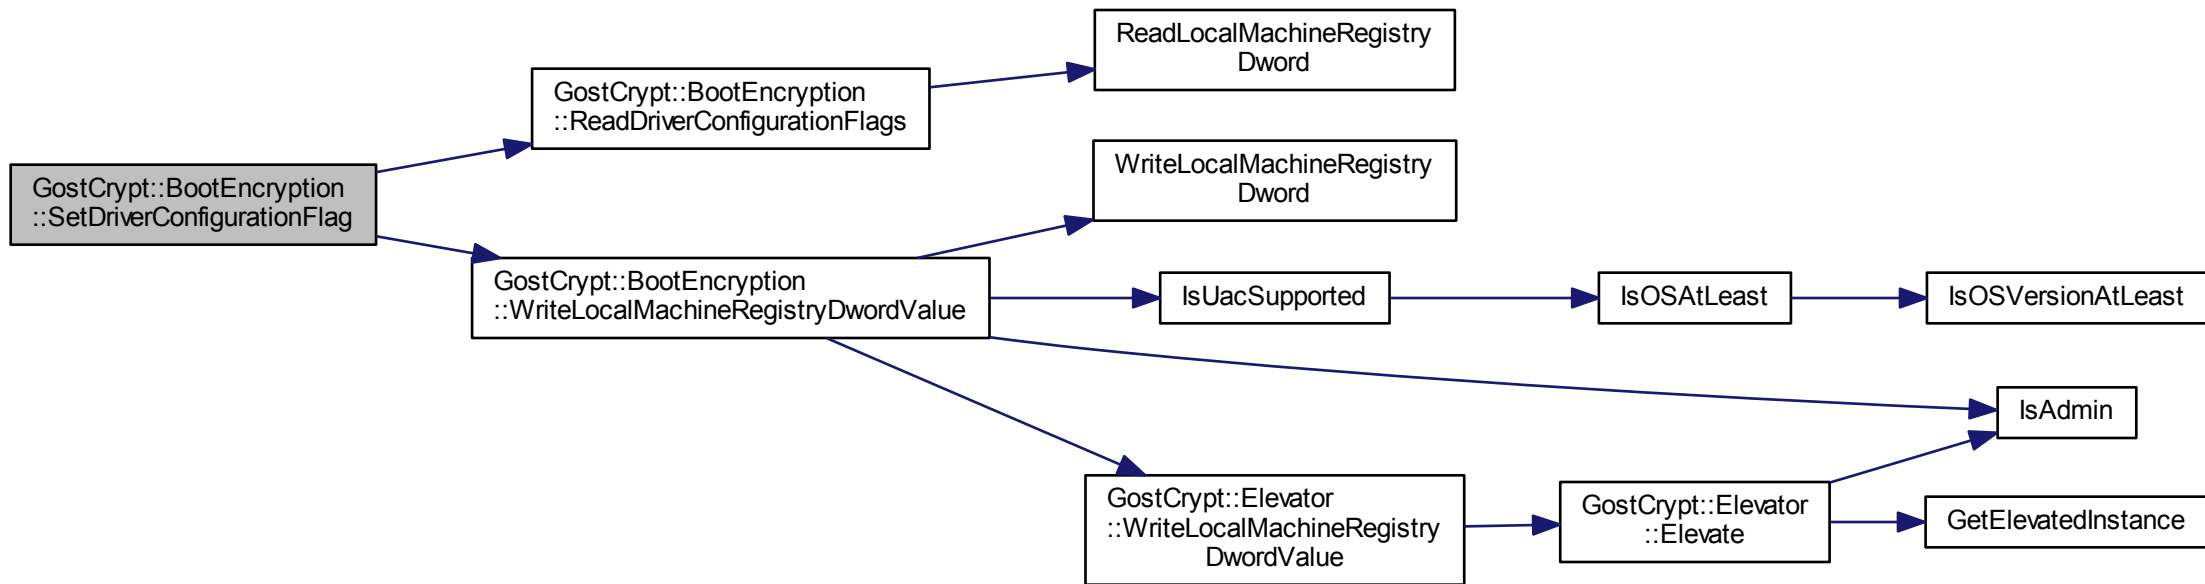 GostCrypt::BootEncryption
::SetDriverConfigurationFlag
GostCrypt::BootEncryption
::ReadDriverConfigurationFlags
ReadLocalMachineRegistry
Dword
GostCrypt::BootEncryption
::WriteLocalMachineRegistryDwordValue
WriteLocalMachineRegistry
Dword
IsUacSupported
IsOSAtLeast
IsOSVersionAtLeast
IsAdmin
GostCrypt::Elevator
::WriteLocalMachineRegistry
DwordValue
GostCrypt::Elevator
::Elevate
GetElevatedInstance